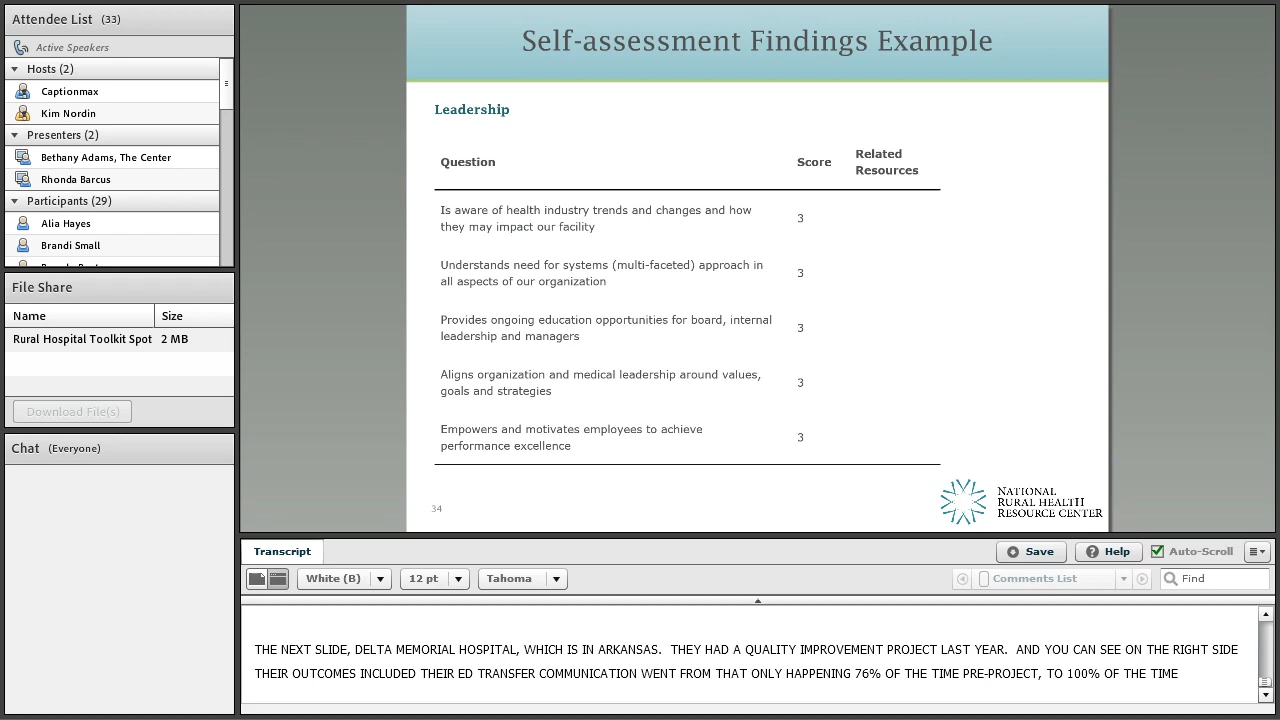 Attendee List (33)
Active Speakers
Hosts (2)
Captionmax
Kim Nordin
Presenters (2)
Bethany Adams, The Center
Rhonda Barcus
Participants (29)
Alia Hayes
Brandi Small
File Share
Name Size
Rural Hospital Toolkit Spot 2 MB
Download File(s)
Chat (Everyone)
Self-assessment Findings Example
Leadership
Question Score Related Resources
Is aware of health industry trends and changes and how
they may impact our facility
3
Understands need for systems (multi-faceted) approach in
all aspects of our organization
3
Provides ongoing education opportunities for board, internal
leadership and managers
3
Aligns organization and medical leadership around values,
goals and strategies
3
Empowers and motivates employees to achieve
performance excellence
3
34
NATIONAL
RURAL HEALTH
RESOURCE CENTER
Transcript
Save Help Auto-Scroll
White (B) 12 pt Tahoma Comments List Find
THE NEXT SLIDE, DELTA MEMORIAL HOSPITAL, WHICH IS IN ARKANSAS. THEY HAD A QUALITY IMPROVEMENT PROJECT LAST YEAR. AND YOU CAN SEE ON THE RIGHT SIDE
THEIR OUTCOMES INCLUDED THEIR ED TRANSFER COMMUNICATION WENT FROM THAT ONLY HAPPENING 76% OF THE TIME PRE-PROJECT, TO 100% OF THE TIME